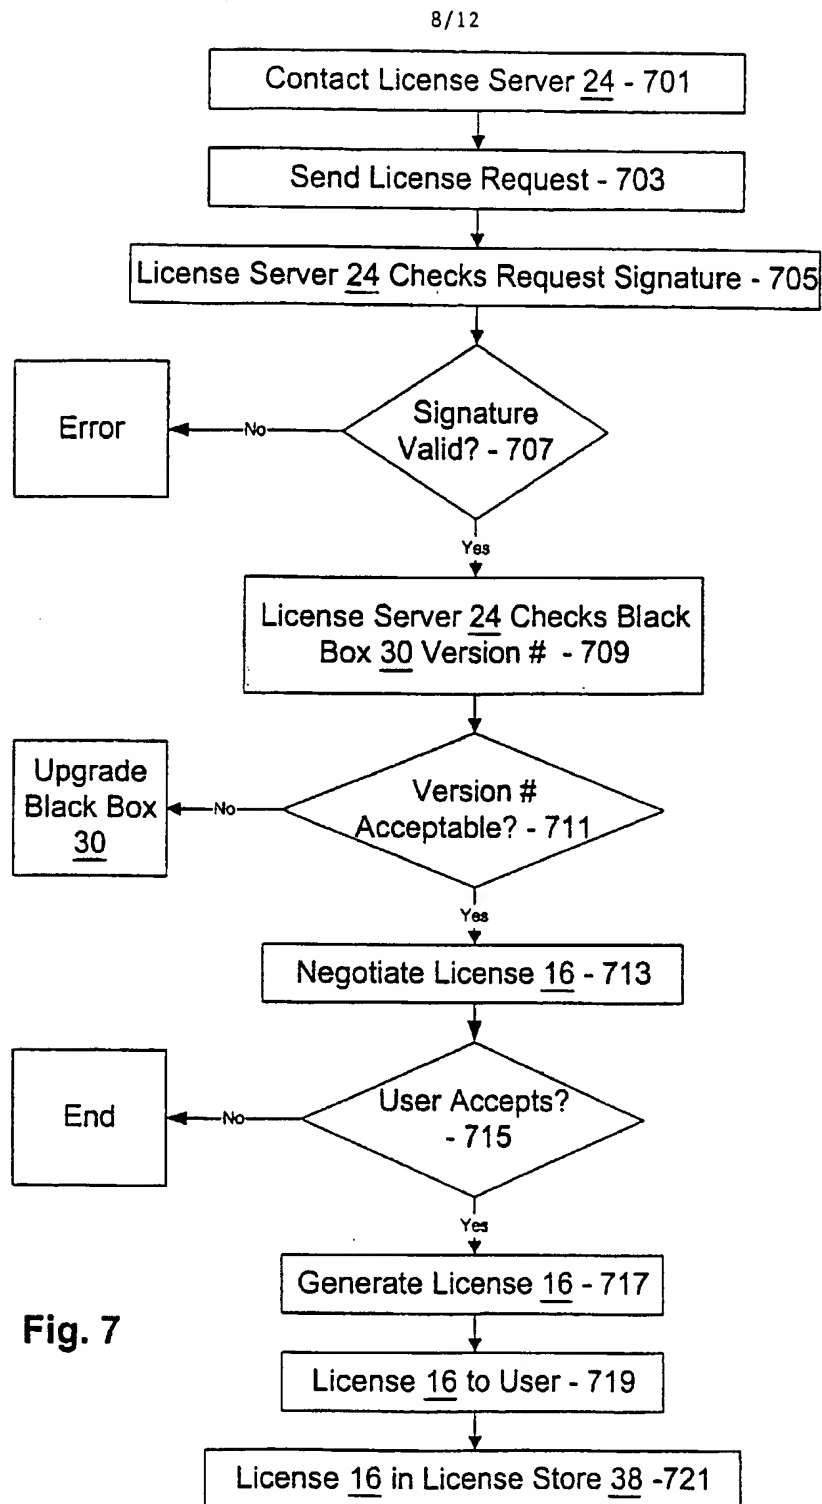 8/12
Contact License Server 24 - 701
Send License Request - 703
License Server 24 Checks Request Signature - 705
Signature
Valid? - 707
No
Error
Yes
License Server 24 Checks Black
Box 30 Version # - 709
Version #
Acceptable? - 711
No
Upgrade
Black Box
30
Yes
Negotiate License 16 - 713
User Accepts?
- 715
No
End
Yes
Generate License 16 - 717
Fig. 7
License 16 to User - 719
License 16 in License Store 38 -721